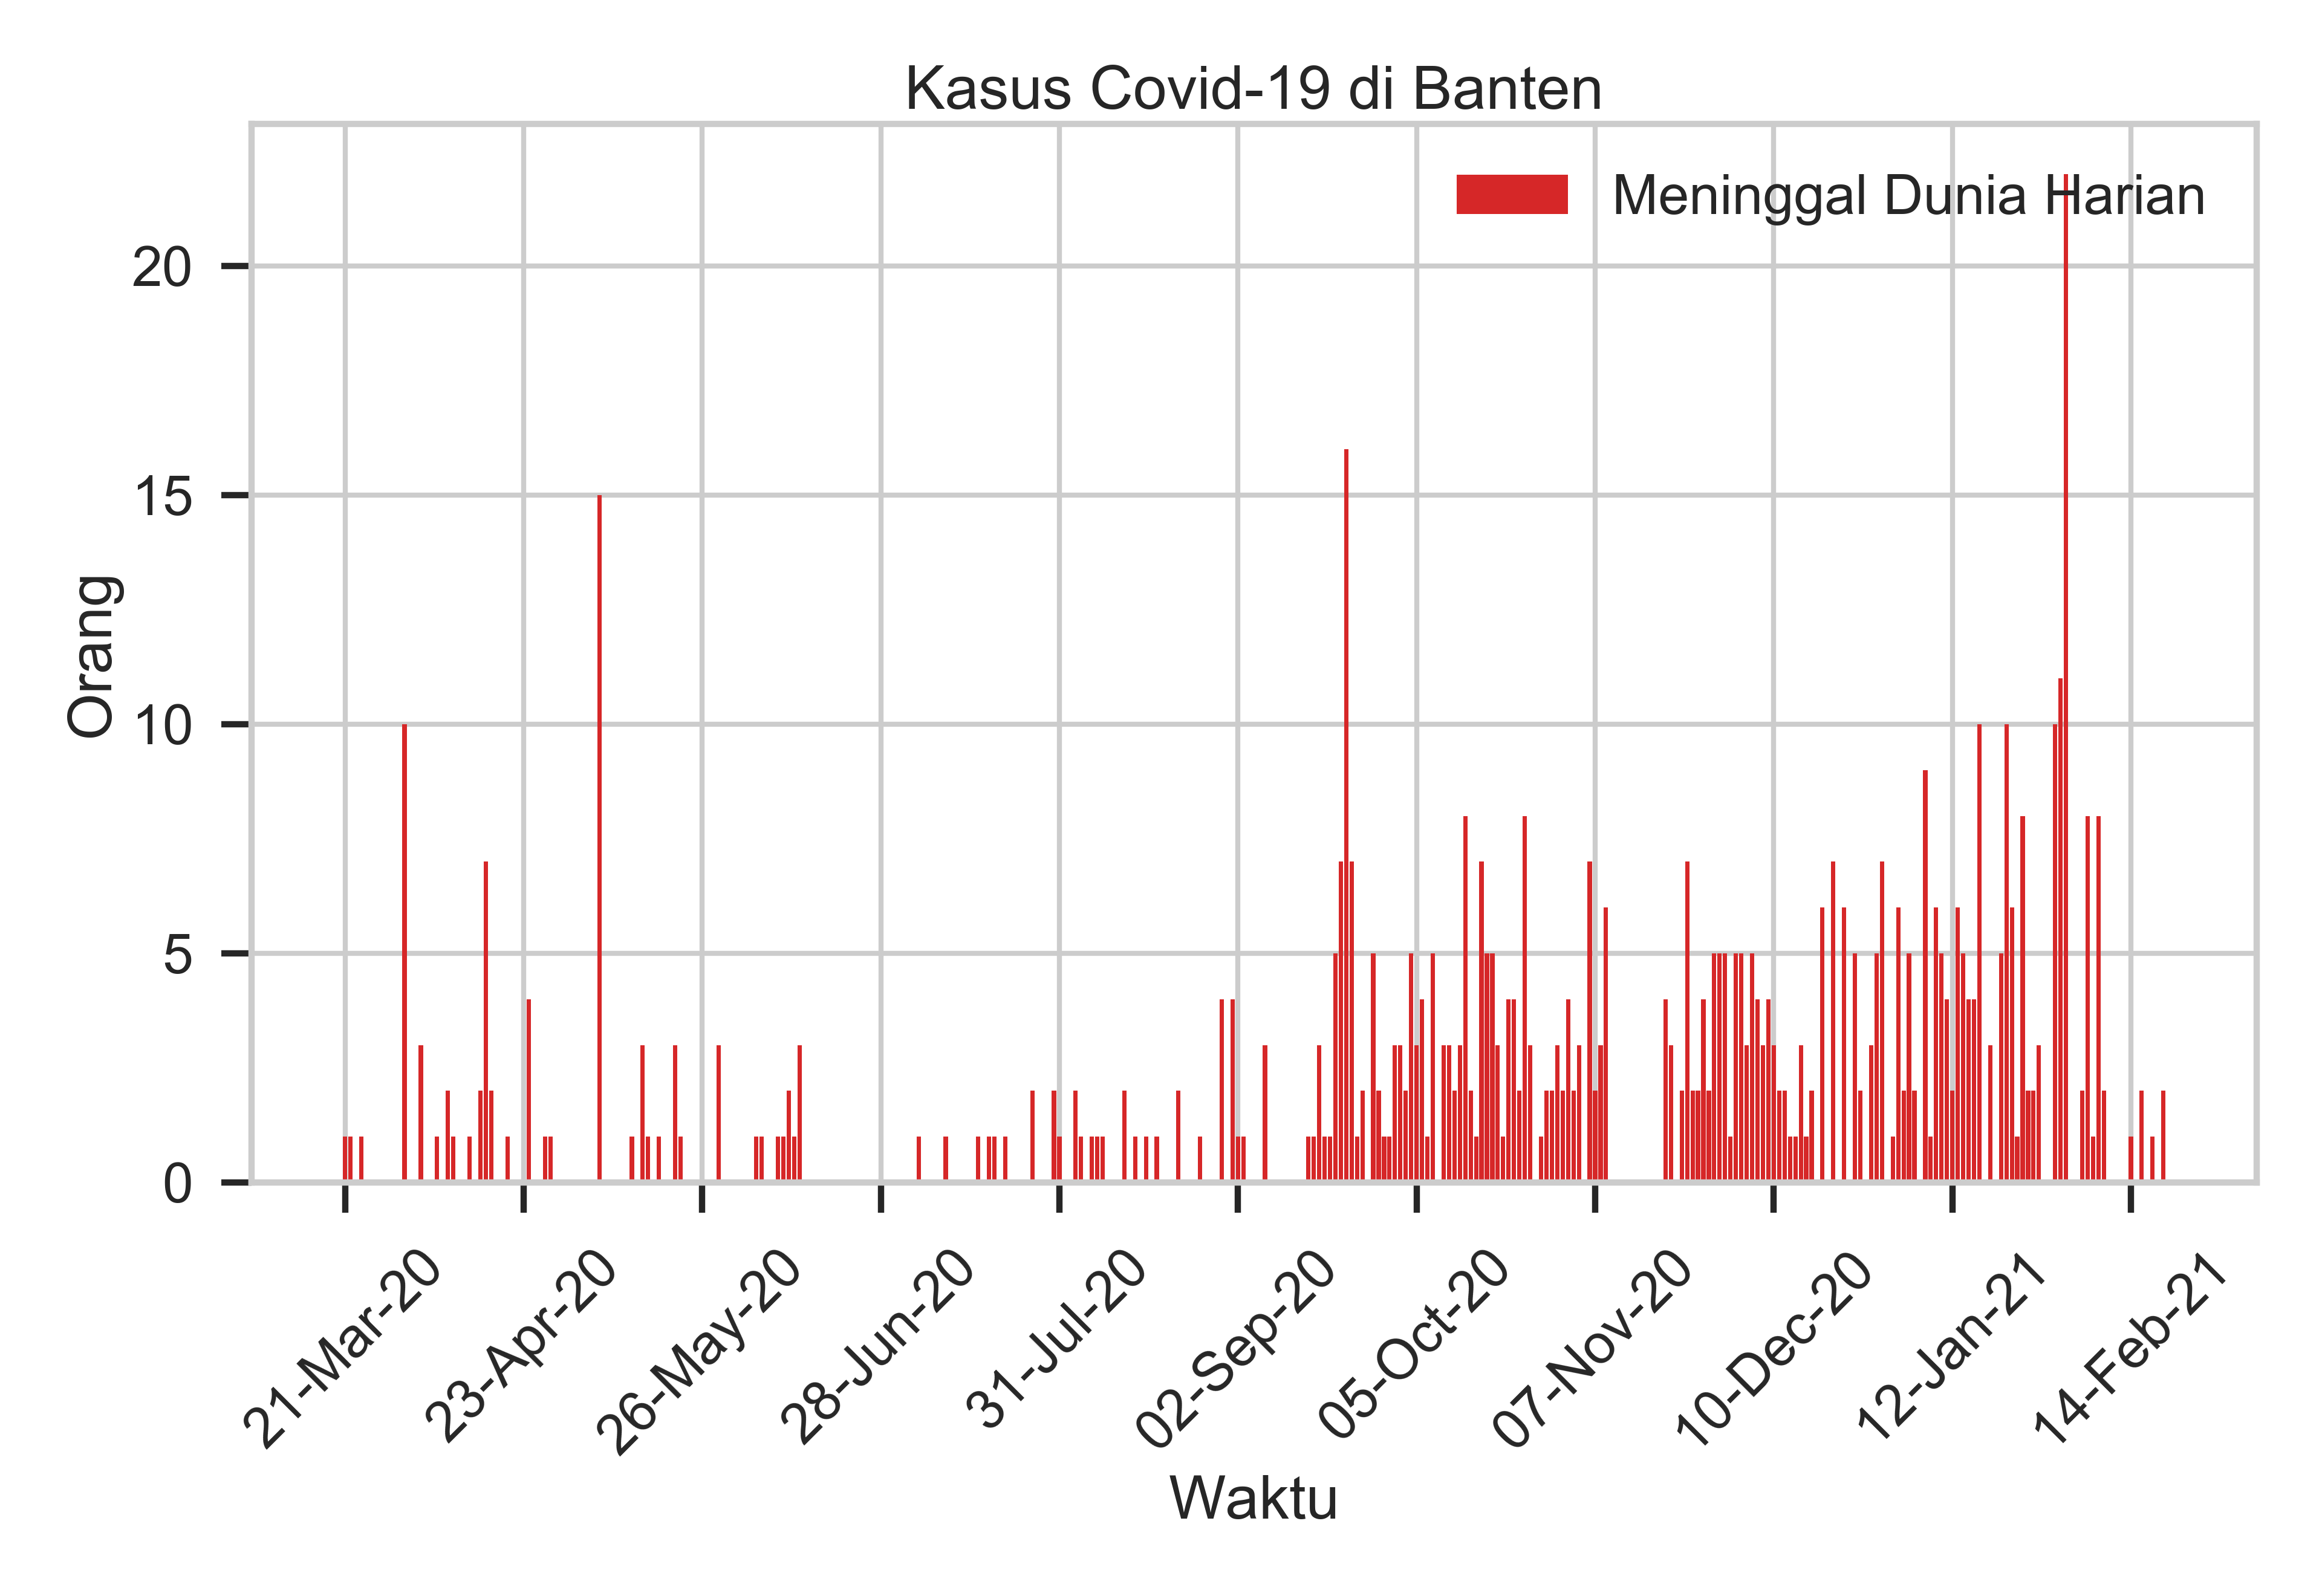 Kasus Covid-19 di Banten
Meninggal Dunia Harian
Orang
20
15
10
5
0
21-Mar-20
23-Apr-20
26-May-20
28-Jun-20
31-Jul-20
02-Sep-20
05-Oct-20
07-Nov-20
10-Dec-20
12-Jan-21
14-Feb-21
Waktu